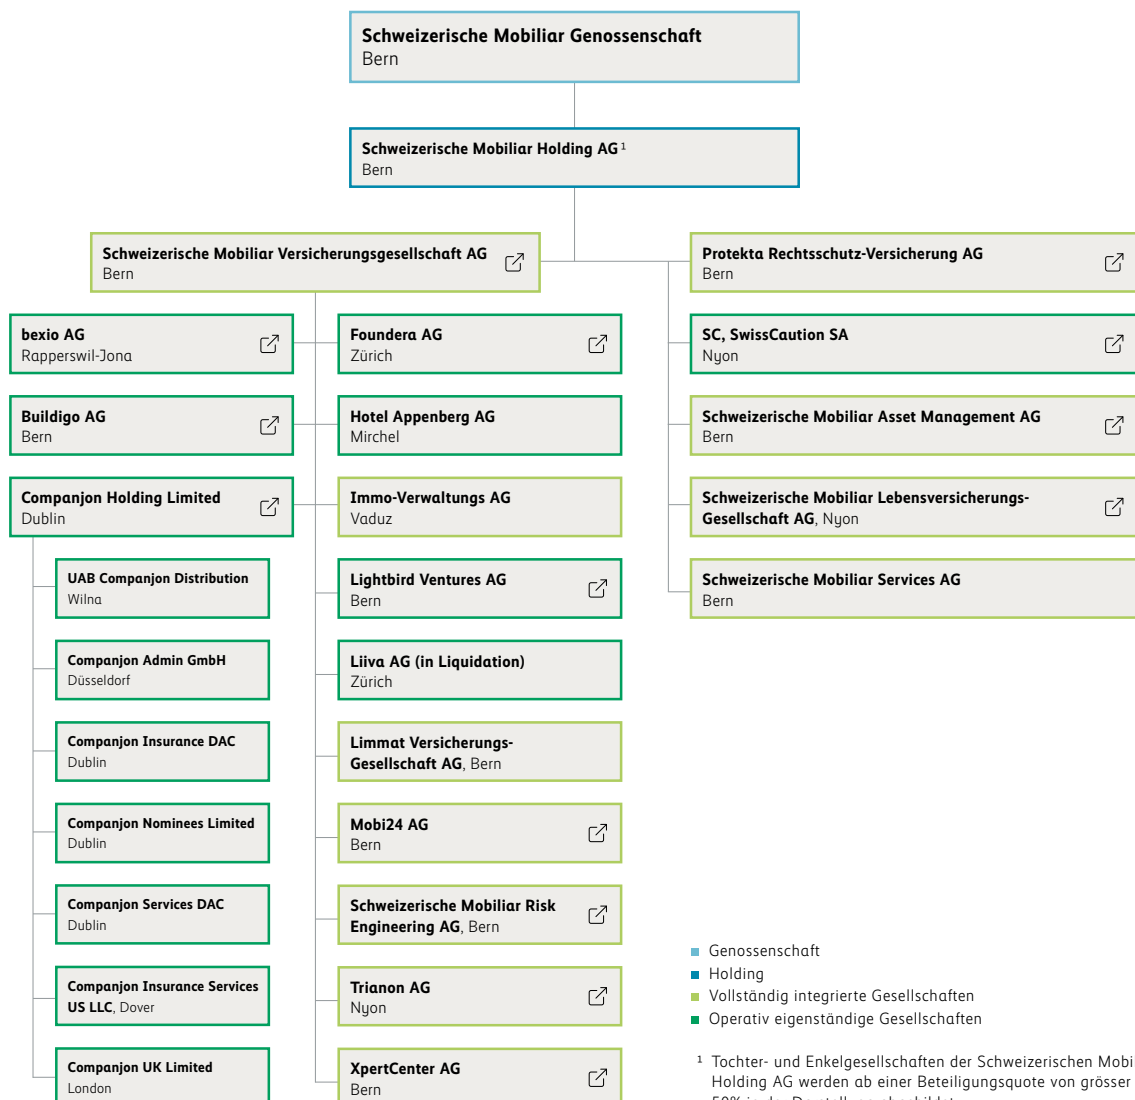 Schweizerische Mobiliar Genossenschaft
Bern
Schweizerische Mobiliar Holding AG¹
Bern
Schweizerische Mobiliar Versicherungsgesellschaft AG
Bern
bexio AG
Rapperswil-Jona
Buildigo AG
Bern
Companjon Holding Limited
Dublin
UAB Companjon Distribution
Wilna
Companjon Admin GmbH
Düsseldorf
Companjon Insurance DAC
Dublin
Companjon Nominees Limited
Dublin
Companjon Services DAC
Dublin
Companjon Insurance Services
US LLC, Dover
Companjon UK Limited
London
Foundera AG
Zürich
Hotel Appenberg AG
Mirchel
Immo-Verwaltungs AG
Vaduz
Lightbird Ventures AG
Bern
Liiva AG (in Liquidation)
Zürich
Limmat Versicherungs-
Gesellschaft AG, Bern
Mobi24 AG
Bern
Schweizerische Mobiliar Risk
Engineering AG, Bern
Trianon AG
Nyon
XpertCenter AG
Bern
Protekta Rechtsschutz-Versicherung AG
Bern
SC, SwissCaution SA
Nyon
Schweizerische Mobiliar Asset Management AG
Bern
Schweizerische Mobiliar Lebensversicherungs-
Gesellschaft AG, Nyon
Schweizerische Mobiliar Services AG
Bern
Genossenschaft
Holding
Vollständig integrierte Gesellschaften
Operativ eigenständige Gesellschaften
¹ Tochter- und Enkelgesellschaften der Schweizerischen Mobi
Holding AG werden ab einer Beteiligungsquote von grösser